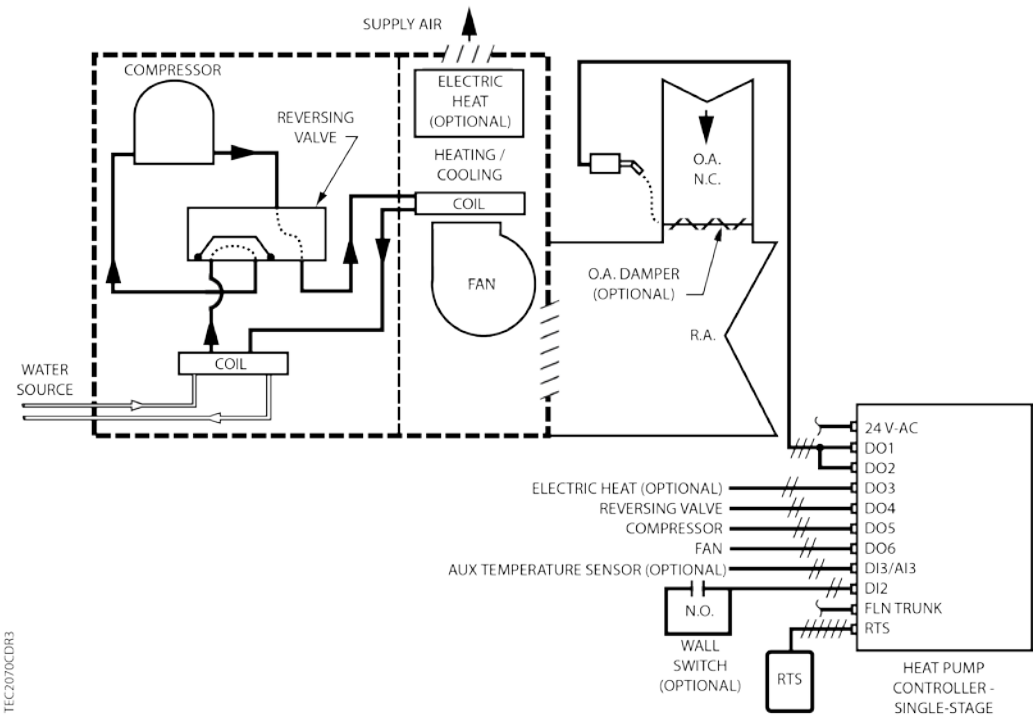 SUPPLY AIR
COMPRESSOR
REVERSING
VALVE
ELECTRIC
HEAT
(OPTIONAL)
HEATING /
COOLING
COIL
FAN
O.A.
N.C.
O.A. DAMPER
(OPTIONAL)
R.A.
COIL
WATER
SOURCE
24 V-AC
DO1
DO2
ELECTRIC HEAT (OPTIONAL)
DO3
REVERSING VALVE
DO4
COMPRESSOR
DO5
FAN
DO6
AUX TEMPERATURE SENSOR (OPTIONAL)
DI3/AI3
DI2
N.O.
FLN TRUNK
RTS
WALL
SWITCH
(OPTIONAL)
RTS
HEAT PUMP
CONTROLLER -
SINGLE-STAGE
TEC2070CDR3